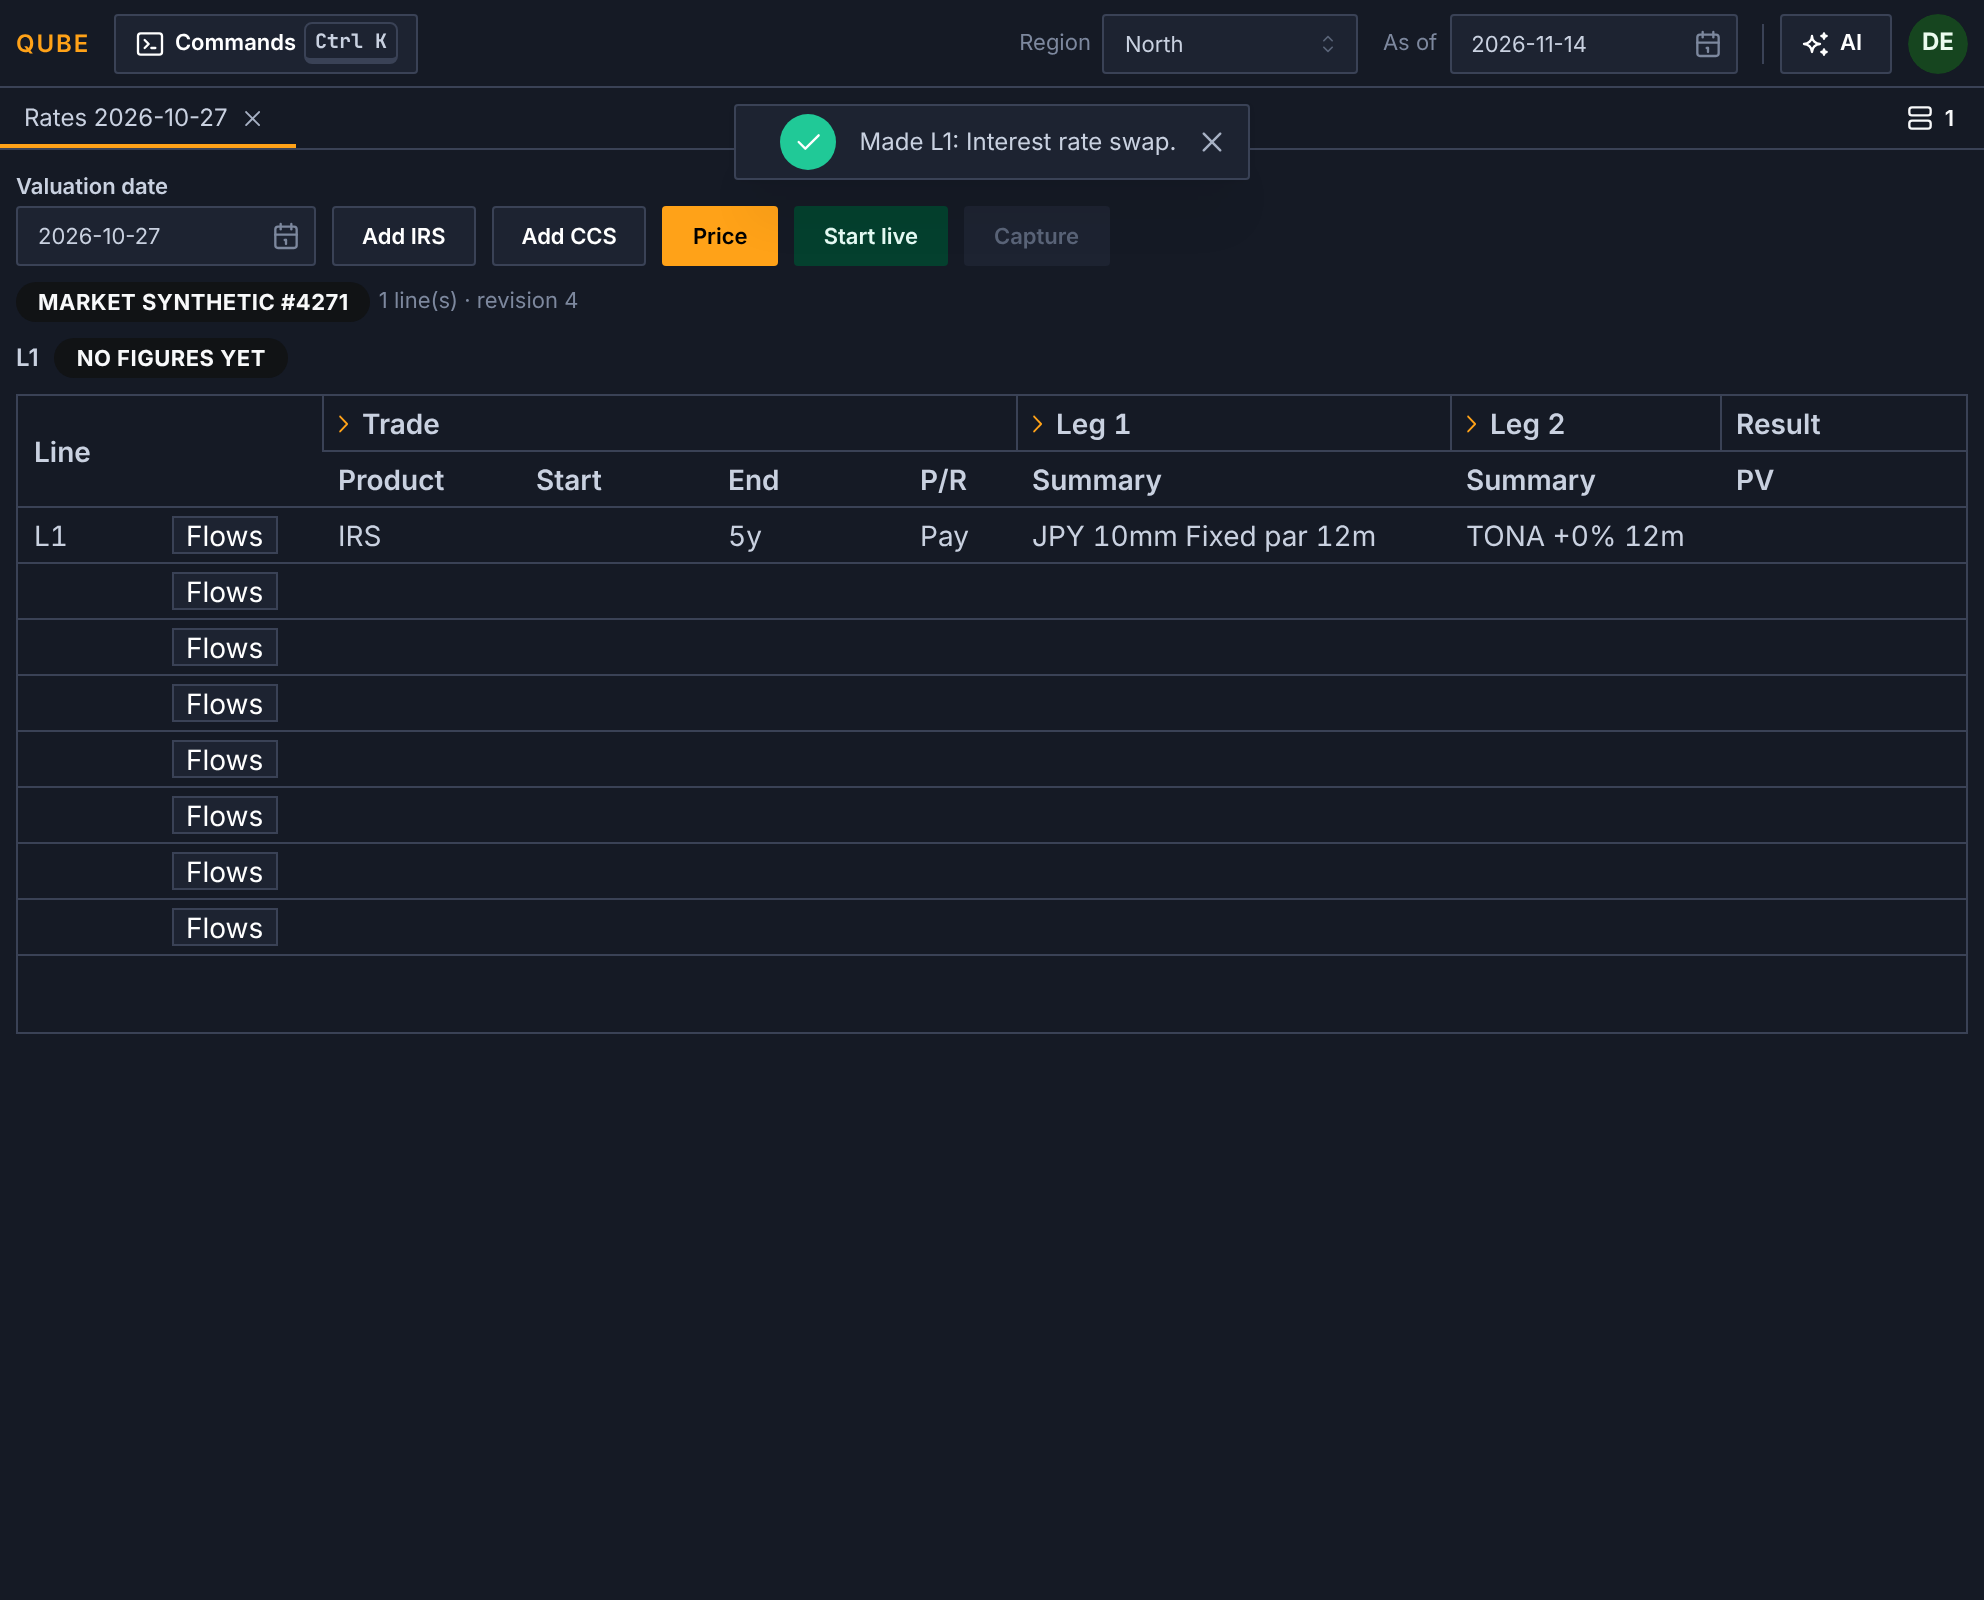 QUBE Commands Ctrl K Region North As of 2026-11-14 AI DE
Rates 2026-10-27 1
Made L1: Interest rate swap.
Valuation date
2026-10-27 Add IRS Add CCS Price Start live Capture
MARKET SYNTHETIC #4271 1 line(s) · revision 4
L1 NO FIGURES YET
Line Trade Leg 1 Leg 2 Result
Product Start End P/R Summary Summary PV
L1 Flows IRS 5y Pay JPY 10mm Fixed par 12m TONA +0% 12m
Flows
Flows
Flows
Flows
Flows
Flows
Flows